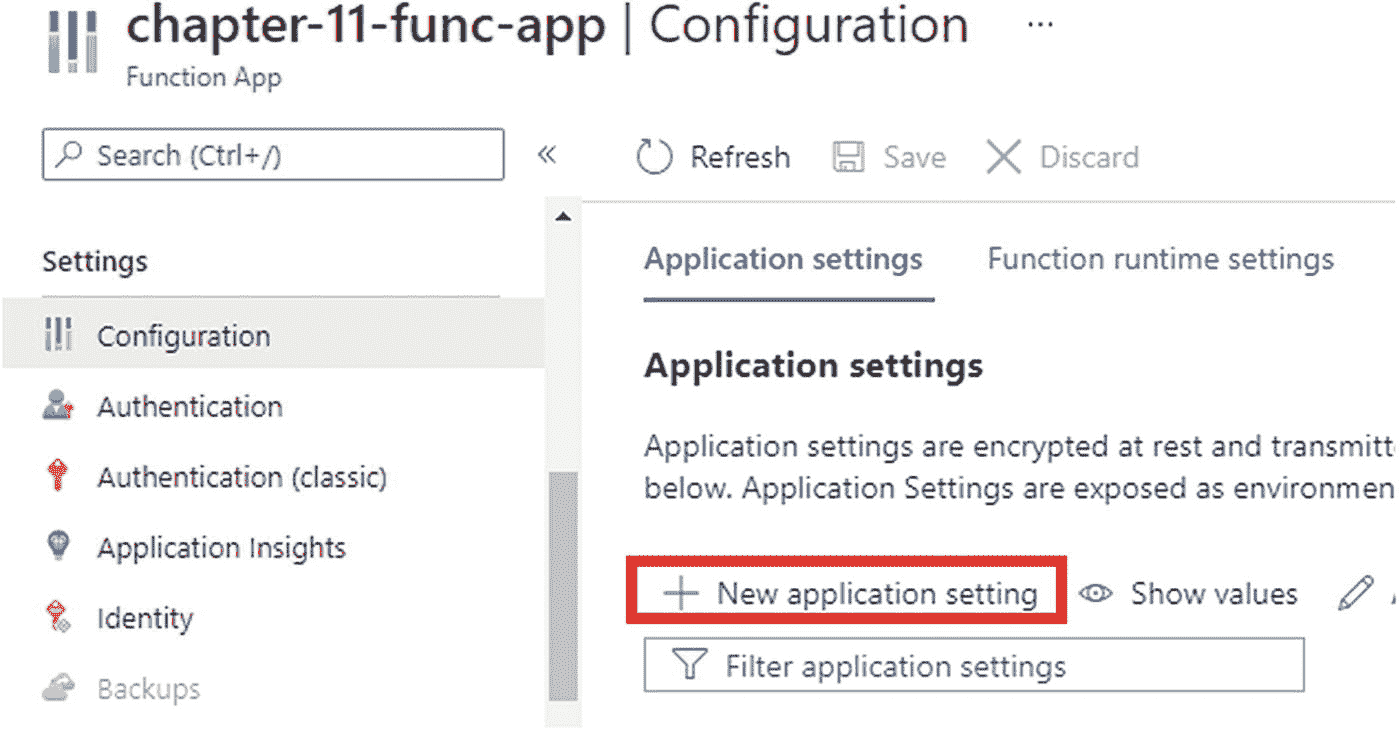 chapter-11-func-app | Configuration ...
Function App
Search (Ctrl+/)
«
Refresh
Save
Discard
Settings
Configuration
Authentication
Authentication (classic)
Application Insights
Identity
Backups
Application settings
Function runtime settings
Application settings
Application settings are encrypted at rest and transmitt
below. Application Settings are exposed as environmen
New application setting
Show values
Filter application settings